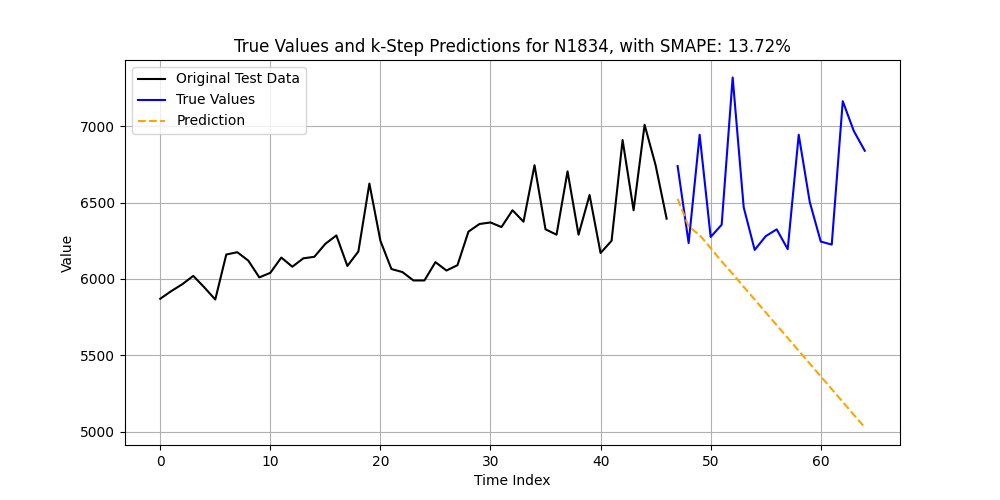 True Values and k-Step Predictions for N1834, with SMAPE: 13.72%
Original Test Data
True Values
Prediction
Value
7000
6500
6000
5500
5000
0 10 20 30 40 50 60
Time Index